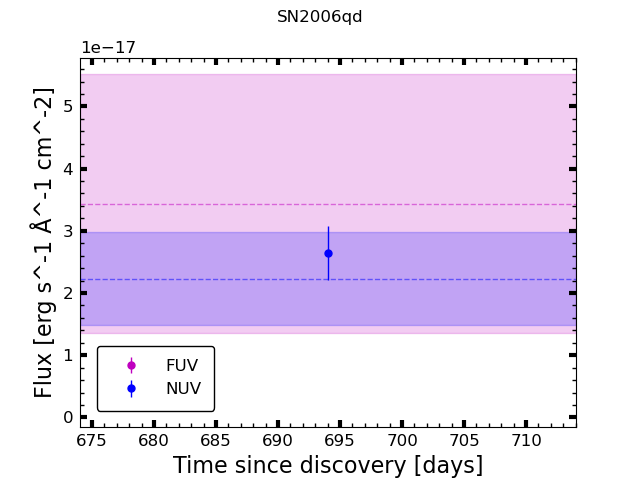 SN2006qd
1e−17
Flux [erg s^-1 Å^-1 cm^-2]
5
4
3
2
1
0
FUV
NUV
675 680 685 690 695 700 705 710
Time since discovery [days]